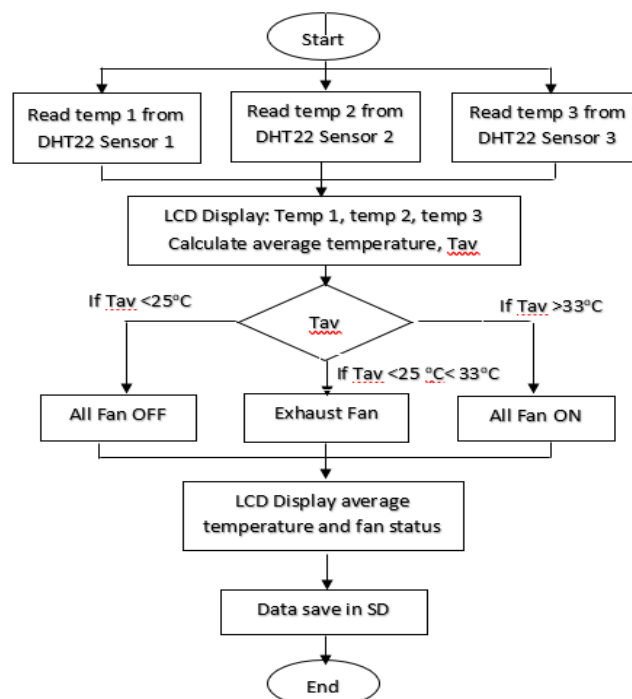 Start
Read temp 1 from
DHT22 Sensor 1
Read temp 2 from
DHT22 Sensor 2
Read temp 3 from
DHT22 Sensor 3
LCD Display: Temp 1, temp 2, temp 3
Calculate average temperature, Tav
If Tav <25°C
Tav
If Tav >33°C
If Tav <25 °C< 33°C
All Fan OFF
Exhaust Fan
All Fan ON
LCD Display average
temperature and fan status
Data save in SD
End